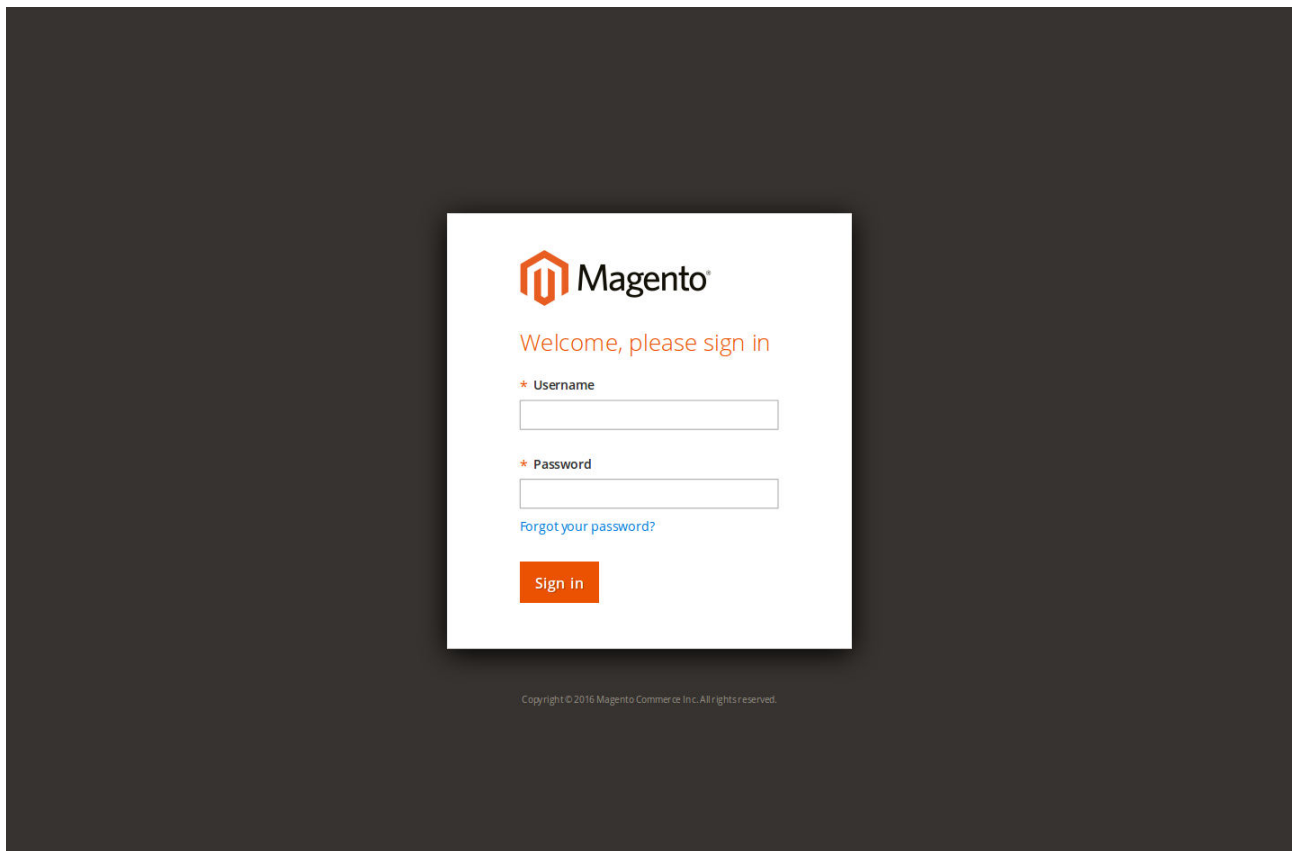 Magento®
Welcome, please sign in
* Username
* Password
Forgot your password?
Sign in
Copyright © 2016 Magento Commerce Inc. All rights reserved.